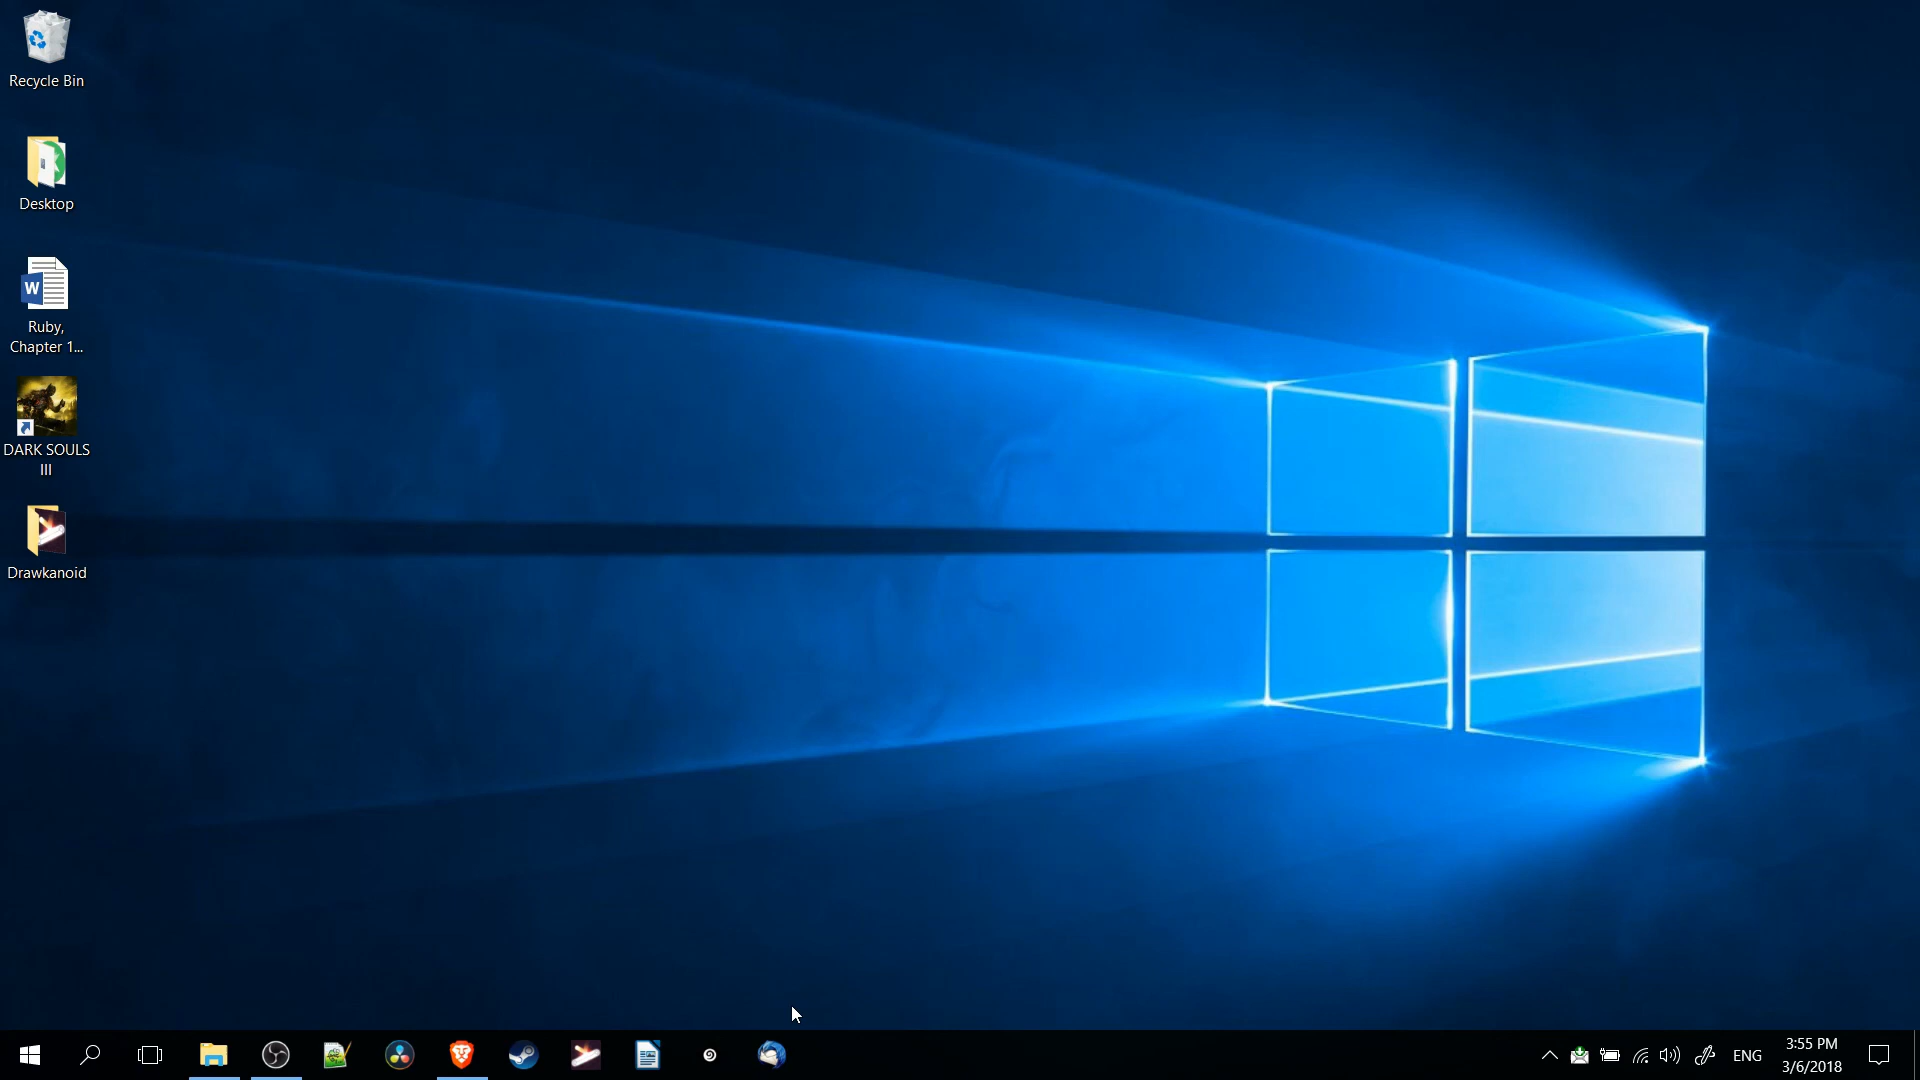 Recycle Bin
Desktop
W
Ruby,
Chapter 1...
DARK SOULS
III
Drawkanoid
ENG
3:55 PM
3/6/2018